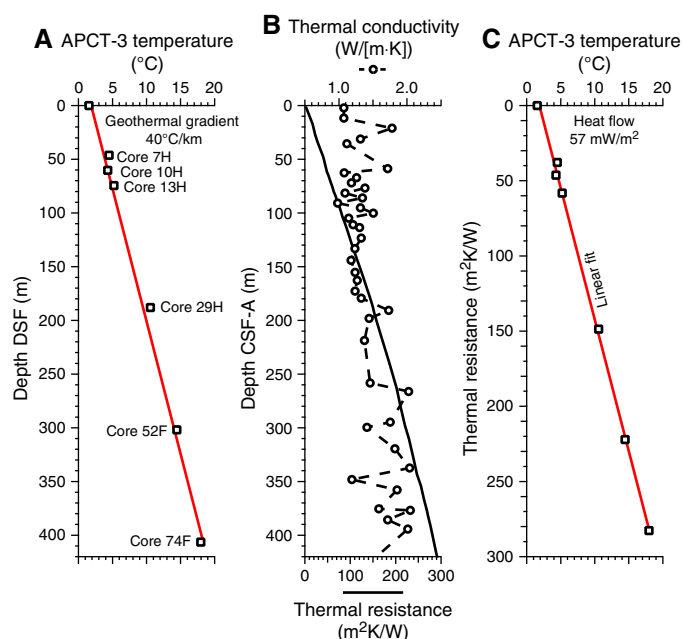 A APCT-3 temperature
(°C)
0 5 10 15 20
0
50
100
150
200
250
300
350
400
Depth DSF (m)
Geothermal gradient
40°C/km
Core 7H
Core 10H
Core 13H
Core 29H
Core 52F
Core 74F
B Thermal conductivity
(W/[m·K])
1.0 2.0
0
50
100
150
200
250
300
350
400
Depth CSF-A (m)
0 100 200 300
Thermal resistance
(m2K/W)
C APCT-3 temperature
(°C)
0 5 10 15 20
0
50
100
150
200
250
300
Thermal resistance (m2K/W)
Heat flow
57 mW/m2
Linear fit